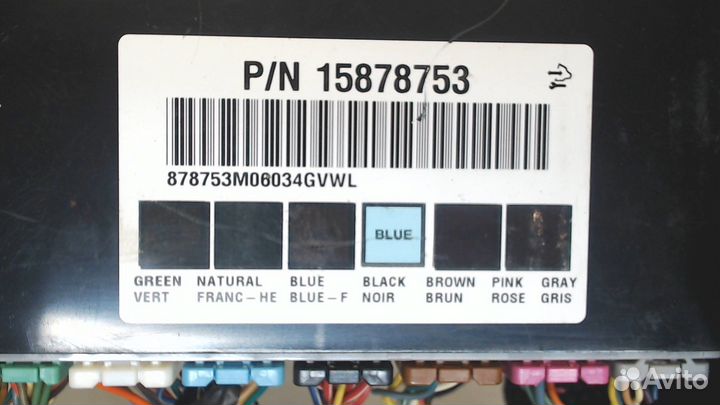 P/N 15878753
878753M06034GVWL
BLUE
GREEN NATURAL BLUE BLACK BROWN PINK GRAY
VERT FRANC-HE BLUE-F NOIR BRUN ROSE GRIS
Avito